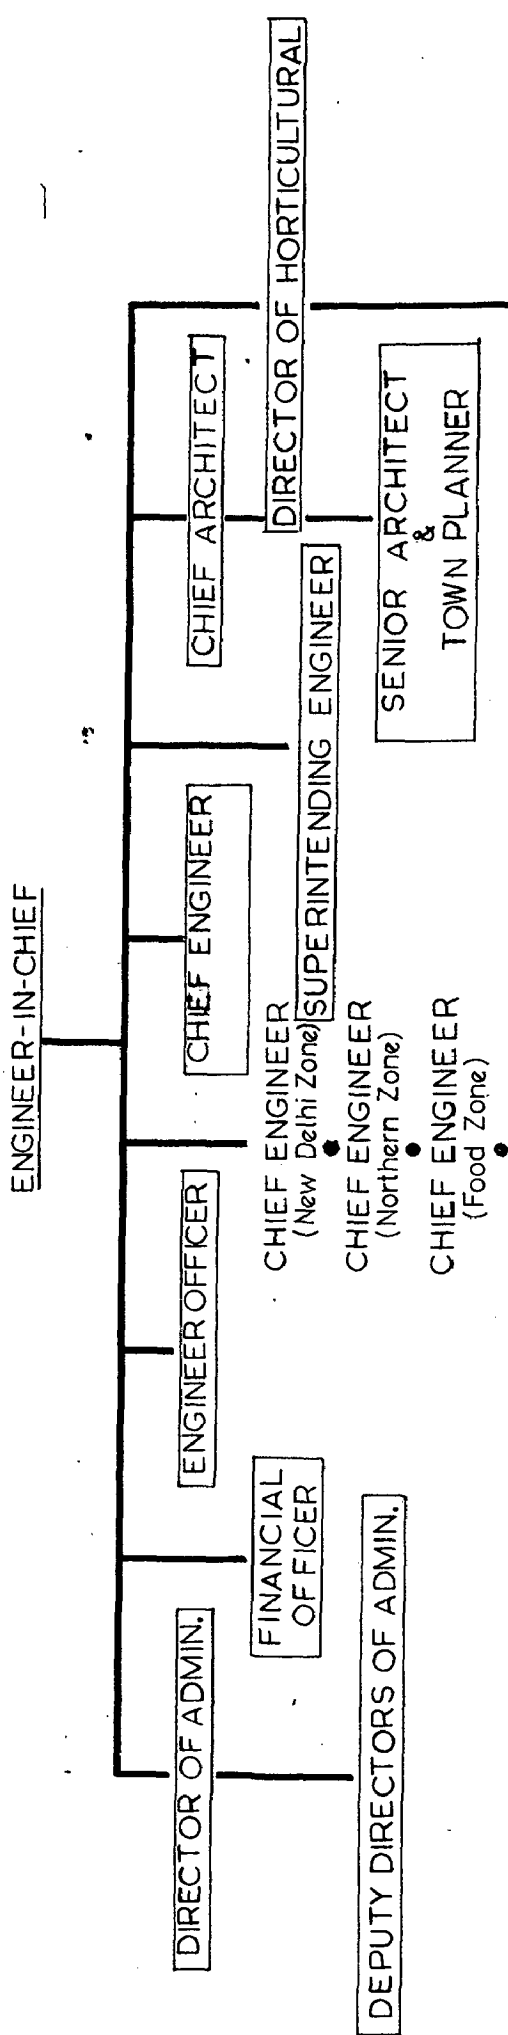 ENGINEER-IN-CHIEF
DIRECTOR OF ADMIN.
DEPUTY DIRECTORS OF ADMIN.
FINANCIAL
OFFICER
ENGINEER OFFICER
CHIEF ENGINEER
(New Delhi Zone)
CHIEF ENGINEER
(Northern Zone)
CHIEF ENGINEER
(Food Zone)
CHIEF ENGINEER
SUPERINTENDING ENGINEER
CHIEF ARCHITECT
SENIOR ARCHITECT
&
TOWN PLANNER
DIRECTOR OF HORTICULTURAL